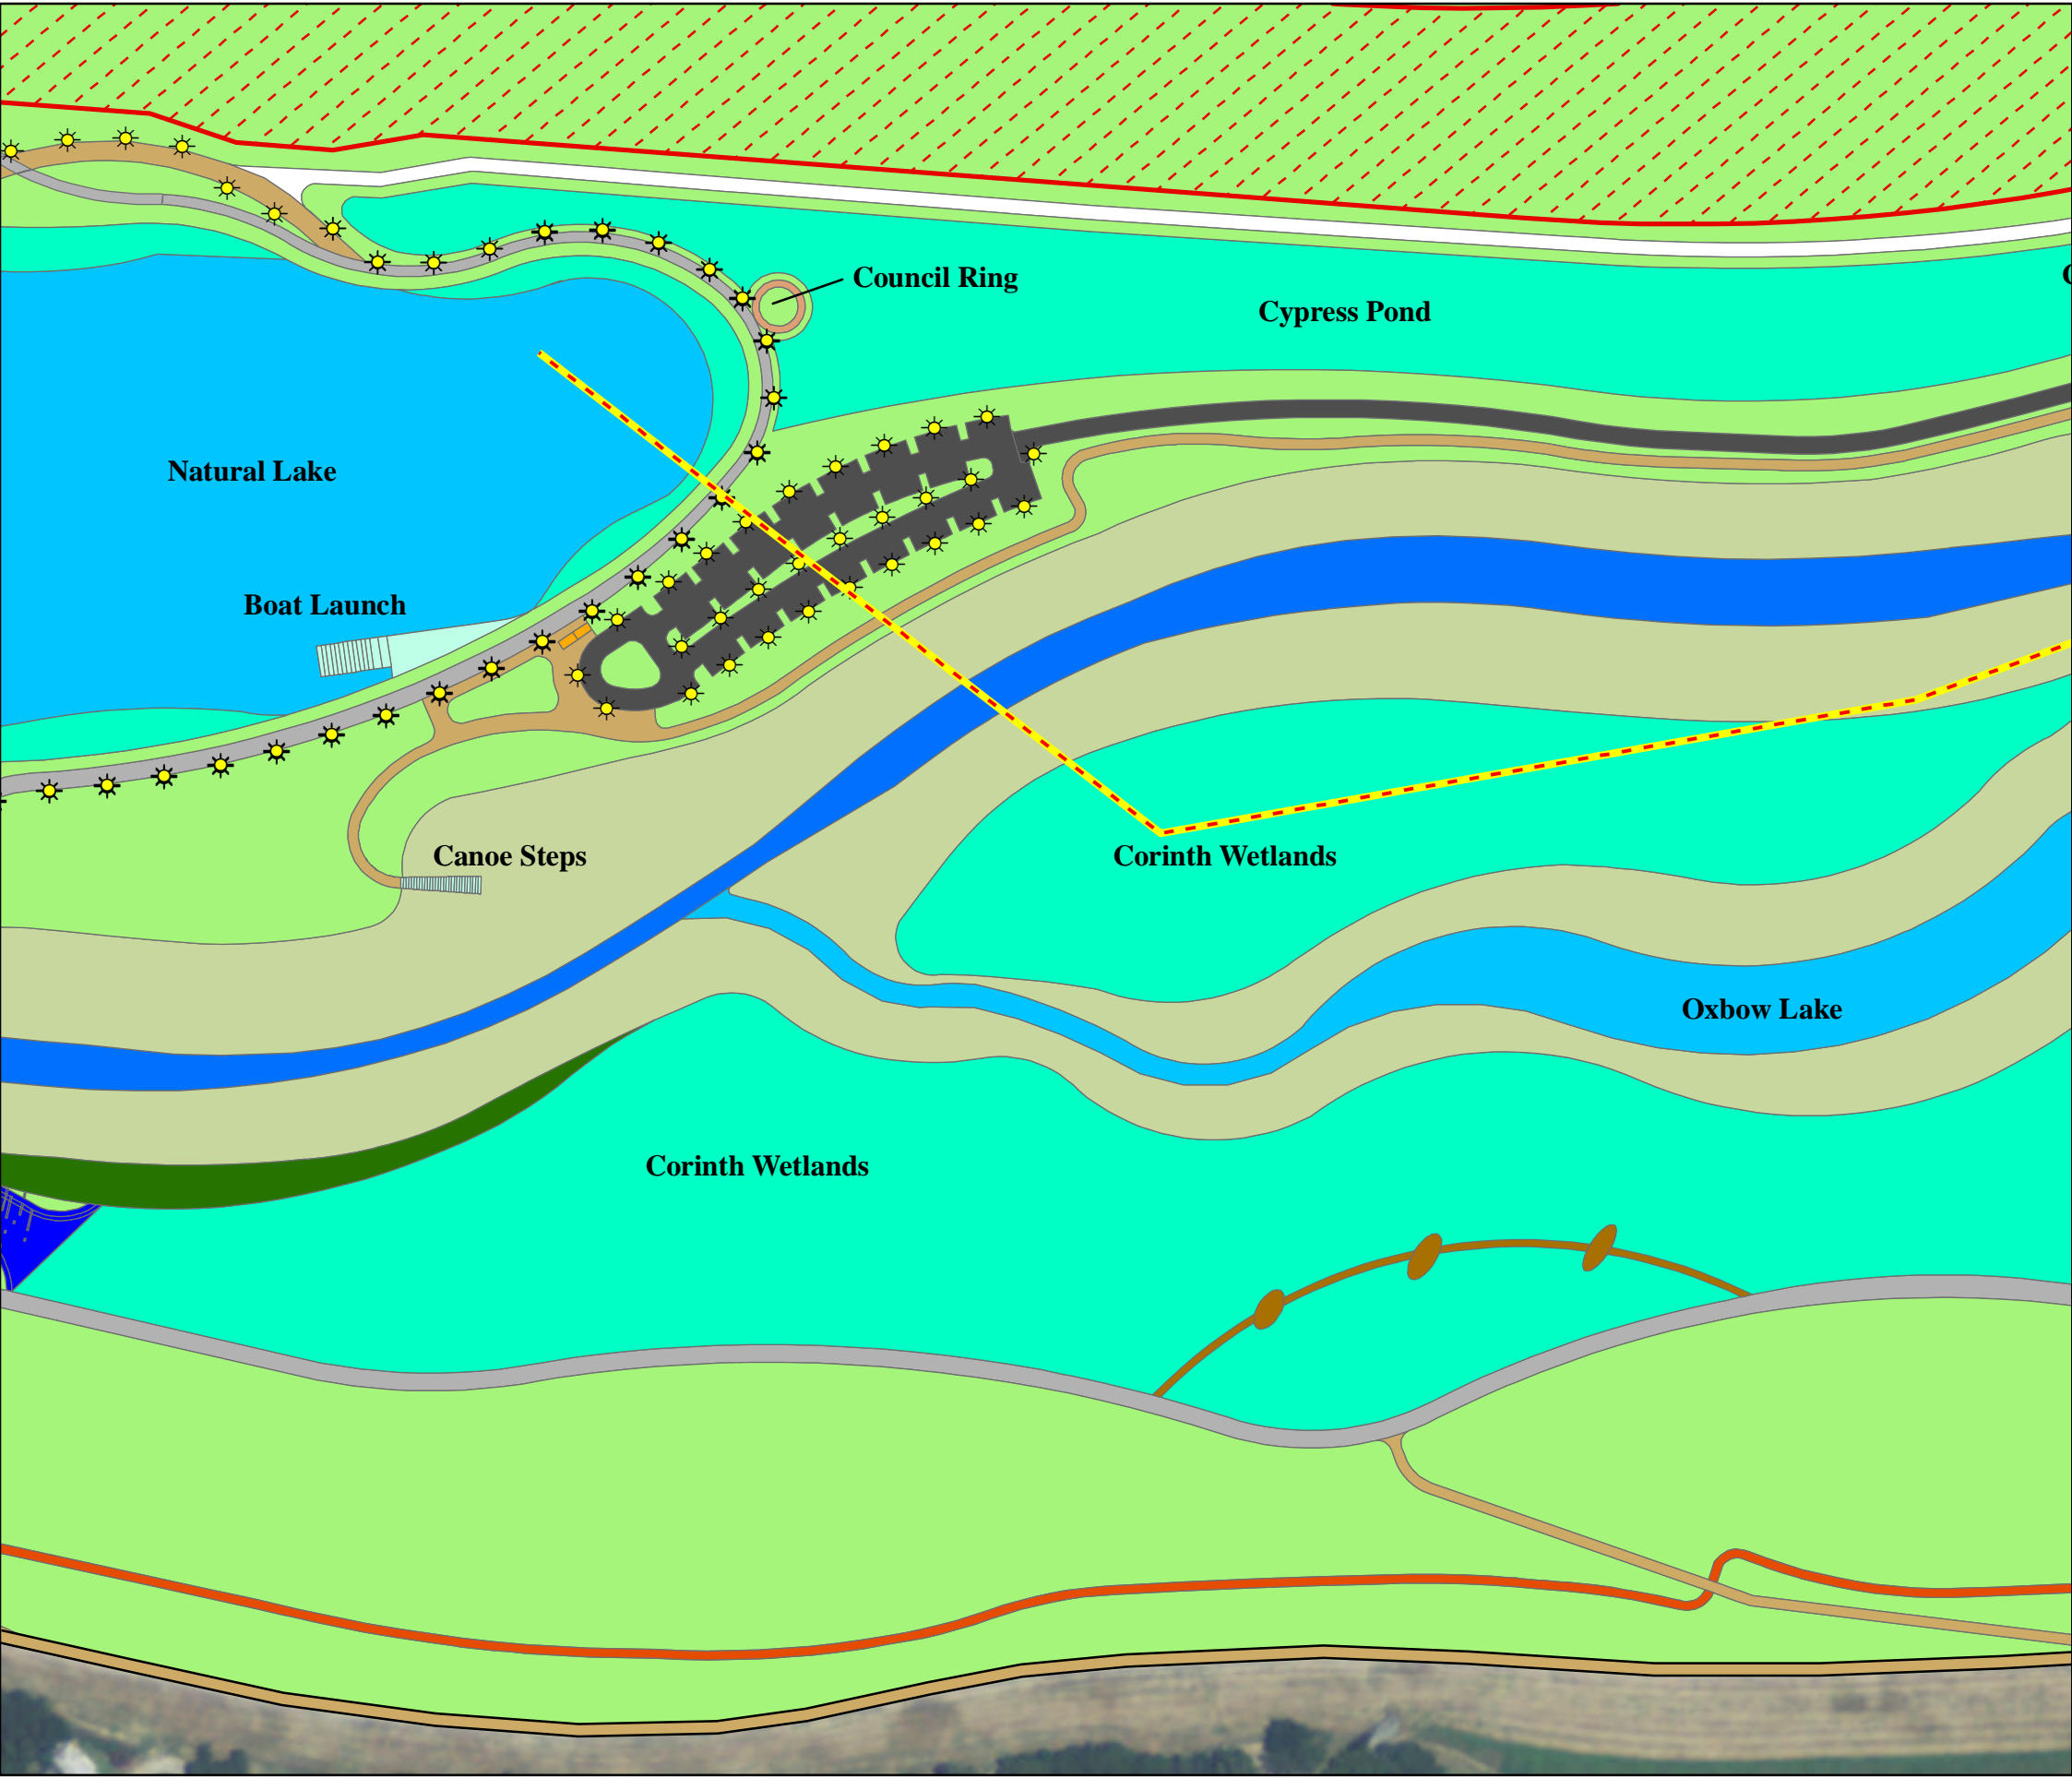 Council Ring
Cypress Pond
Natural Lake
Boat Launch
Canoe Steps
Corinth Wetlands
Oxbow Lake
Corinth Wetlands